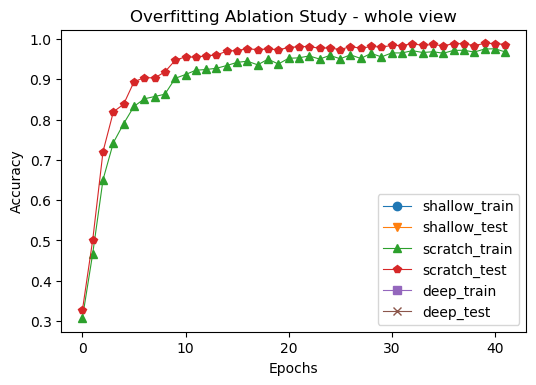 Overfitting Ablation Study - whole view
1.0
0.9
0.8
0.7
0.6
0.5
0.4
0.3
Accuracy
0
10
20
30
40
Epochs
shallow_train
shallow_test
scratch_train
scratch_test
deep_train
deep_test